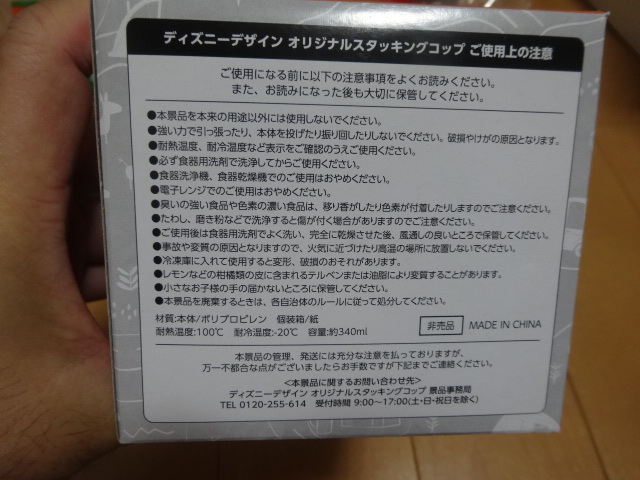 ディズニーデザイン オリジナルスタッキングコップ ご使用上の注意
ご使用になる前に以下の注意事項をよくお読みください。
また、お読みになった後も大切に保管してください。
●本景品を本来の用途以外には使用しないでください。
●強い力で引っ張ったり、本体を投げたり振り回したりしないでください。破損やけがの原因となります。
●耐熱温度、耐冷温度など表示をご確認のうえご使用ください。
●必ず食器用洗剤で洗浄してからご使用ください。
●食器洗浄機、食器乾燥機でのご使用はおやめください。
●電子レンジでのご使用はおやめください。
●臭いの強い食品や色素の濃い食品は、移り香がしたり色素が付着したりしますのでご注意ください。
●たわし、磨き粉などで洗浄すると傷が付く場合がありますのでご注意ください。
●ご使用後は食器用洗剤でよく洗い、完全に乾燥させた後、風通しの良いところで保管してください。
●事故や変質の原因となりますので、火気に近づけたり高温の場所に放置しないでください。
●冷凍庫に入れて使用すると変形、破損のおそれがあります。
●レモンなどの柑橘類の皮に含まれるテルペンまたは油脂により変質することがあります。
●小さなお子様の手の届かないところに保管してください。
●本景品を廃棄するときは、各自治体のルールに従って処分してください。
材質:本体/ポリプロピレン 個装箱/紙
耐熱温度:100℃ 耐冷温度:-20℃ 容量:約340ml
非売品 MADE IN CHINA
本景品の管理、発送には充分な注意を払っておりますが、
万一不都合な点がございましたらお手数ですが下記までご連絡ください。
<本景品に関するお問い合わせ先>
ディズニーデザイン オリジナルスタッキングコップ 景品事務局
TEL 0120-255-614 受付時間 9:00〜17:00(土・日・祝日を除く)